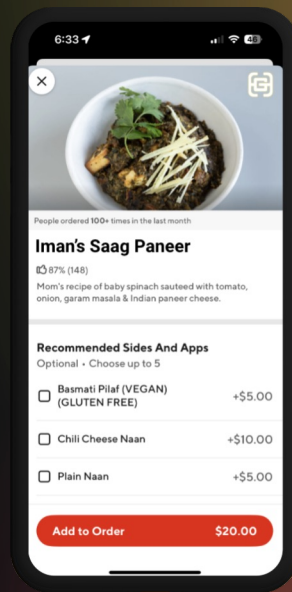 6:33
46
People ordered 100+ times in the last month
Iman's Saag Paneer
87% (148)
Mom's recipe of baby spinach sauteed with tomato,
onion, garam masala & Indian paneer cheese.
Recommended Sides And Apps
Optional • Choose up to 5
Basmati Pilaf (VEGAN)
(GLUTEN FREE) +$5.00
Chili Cheese Naan +$10.00
Plain Naan +$5.00
Add to Order $20.00